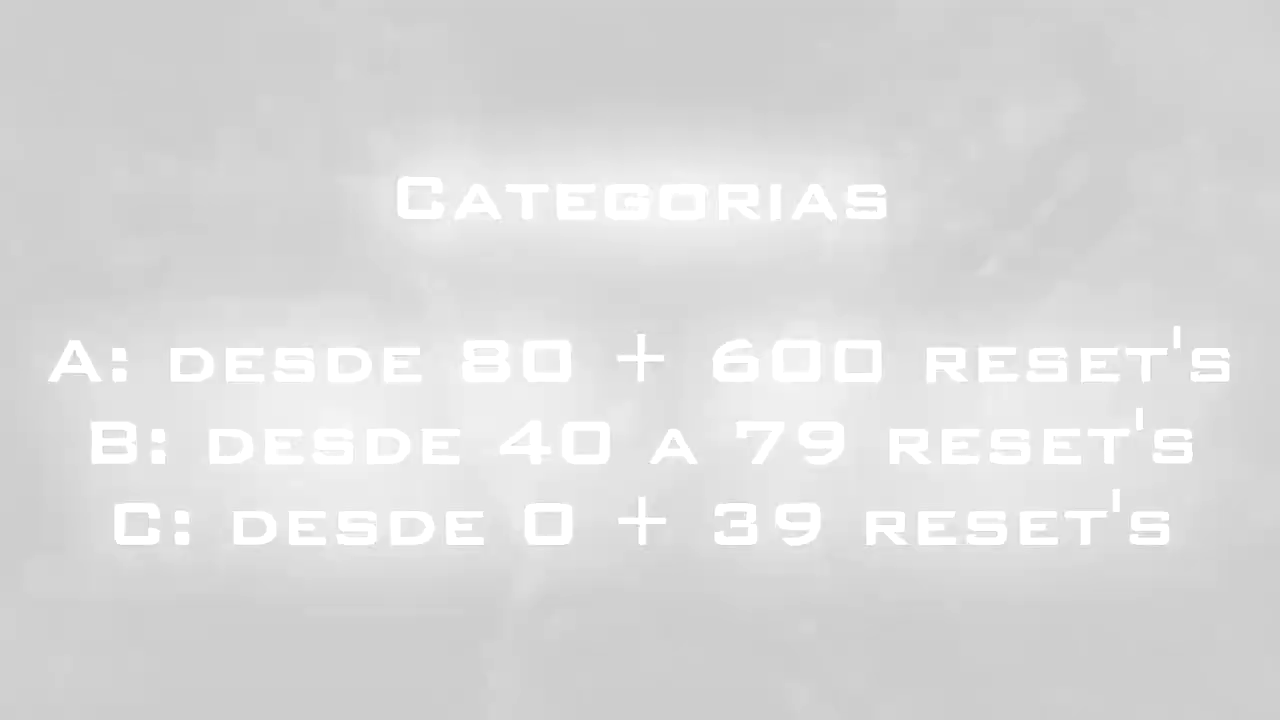 Categorias
A: desde 80 + 600 reset's
B: desde 40 a 79 reset's
C: desde 0 + 39 reset's